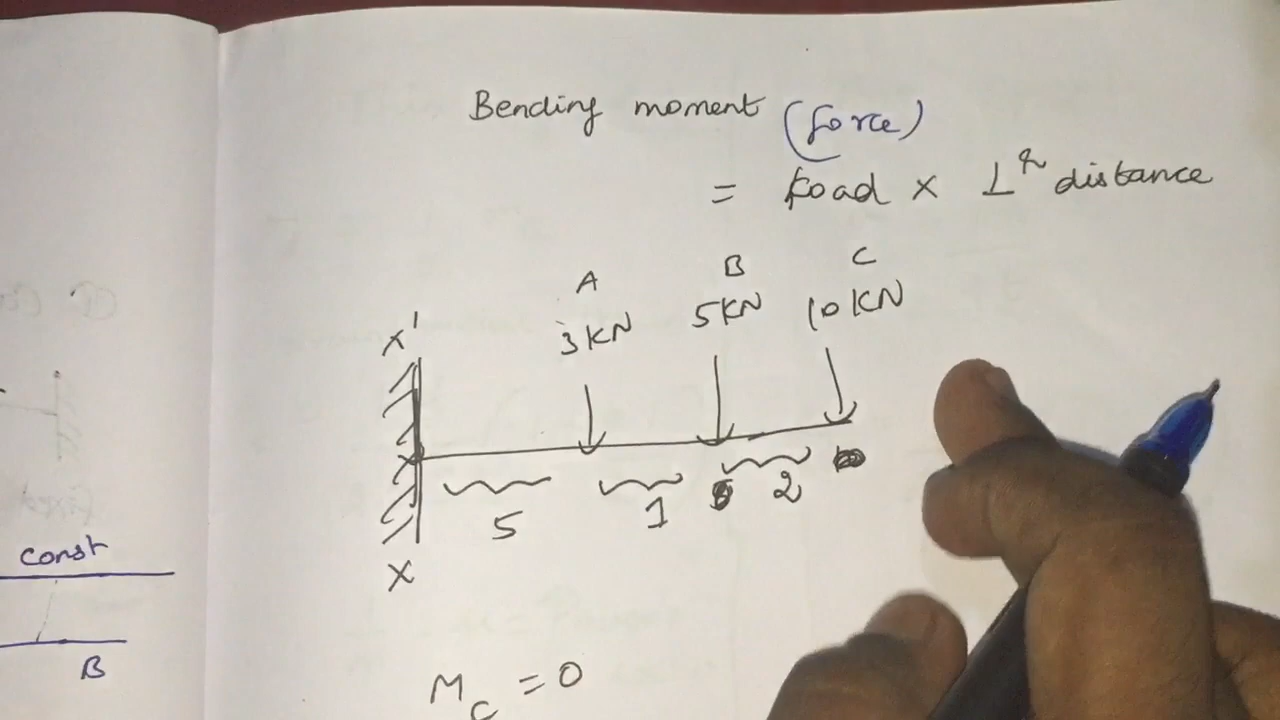 Bending moment (force)
= Load x ⊥r distance
A B C
3KN 5KN 10KN
X'
X
5 1 2
X
const
B
Mc = 0